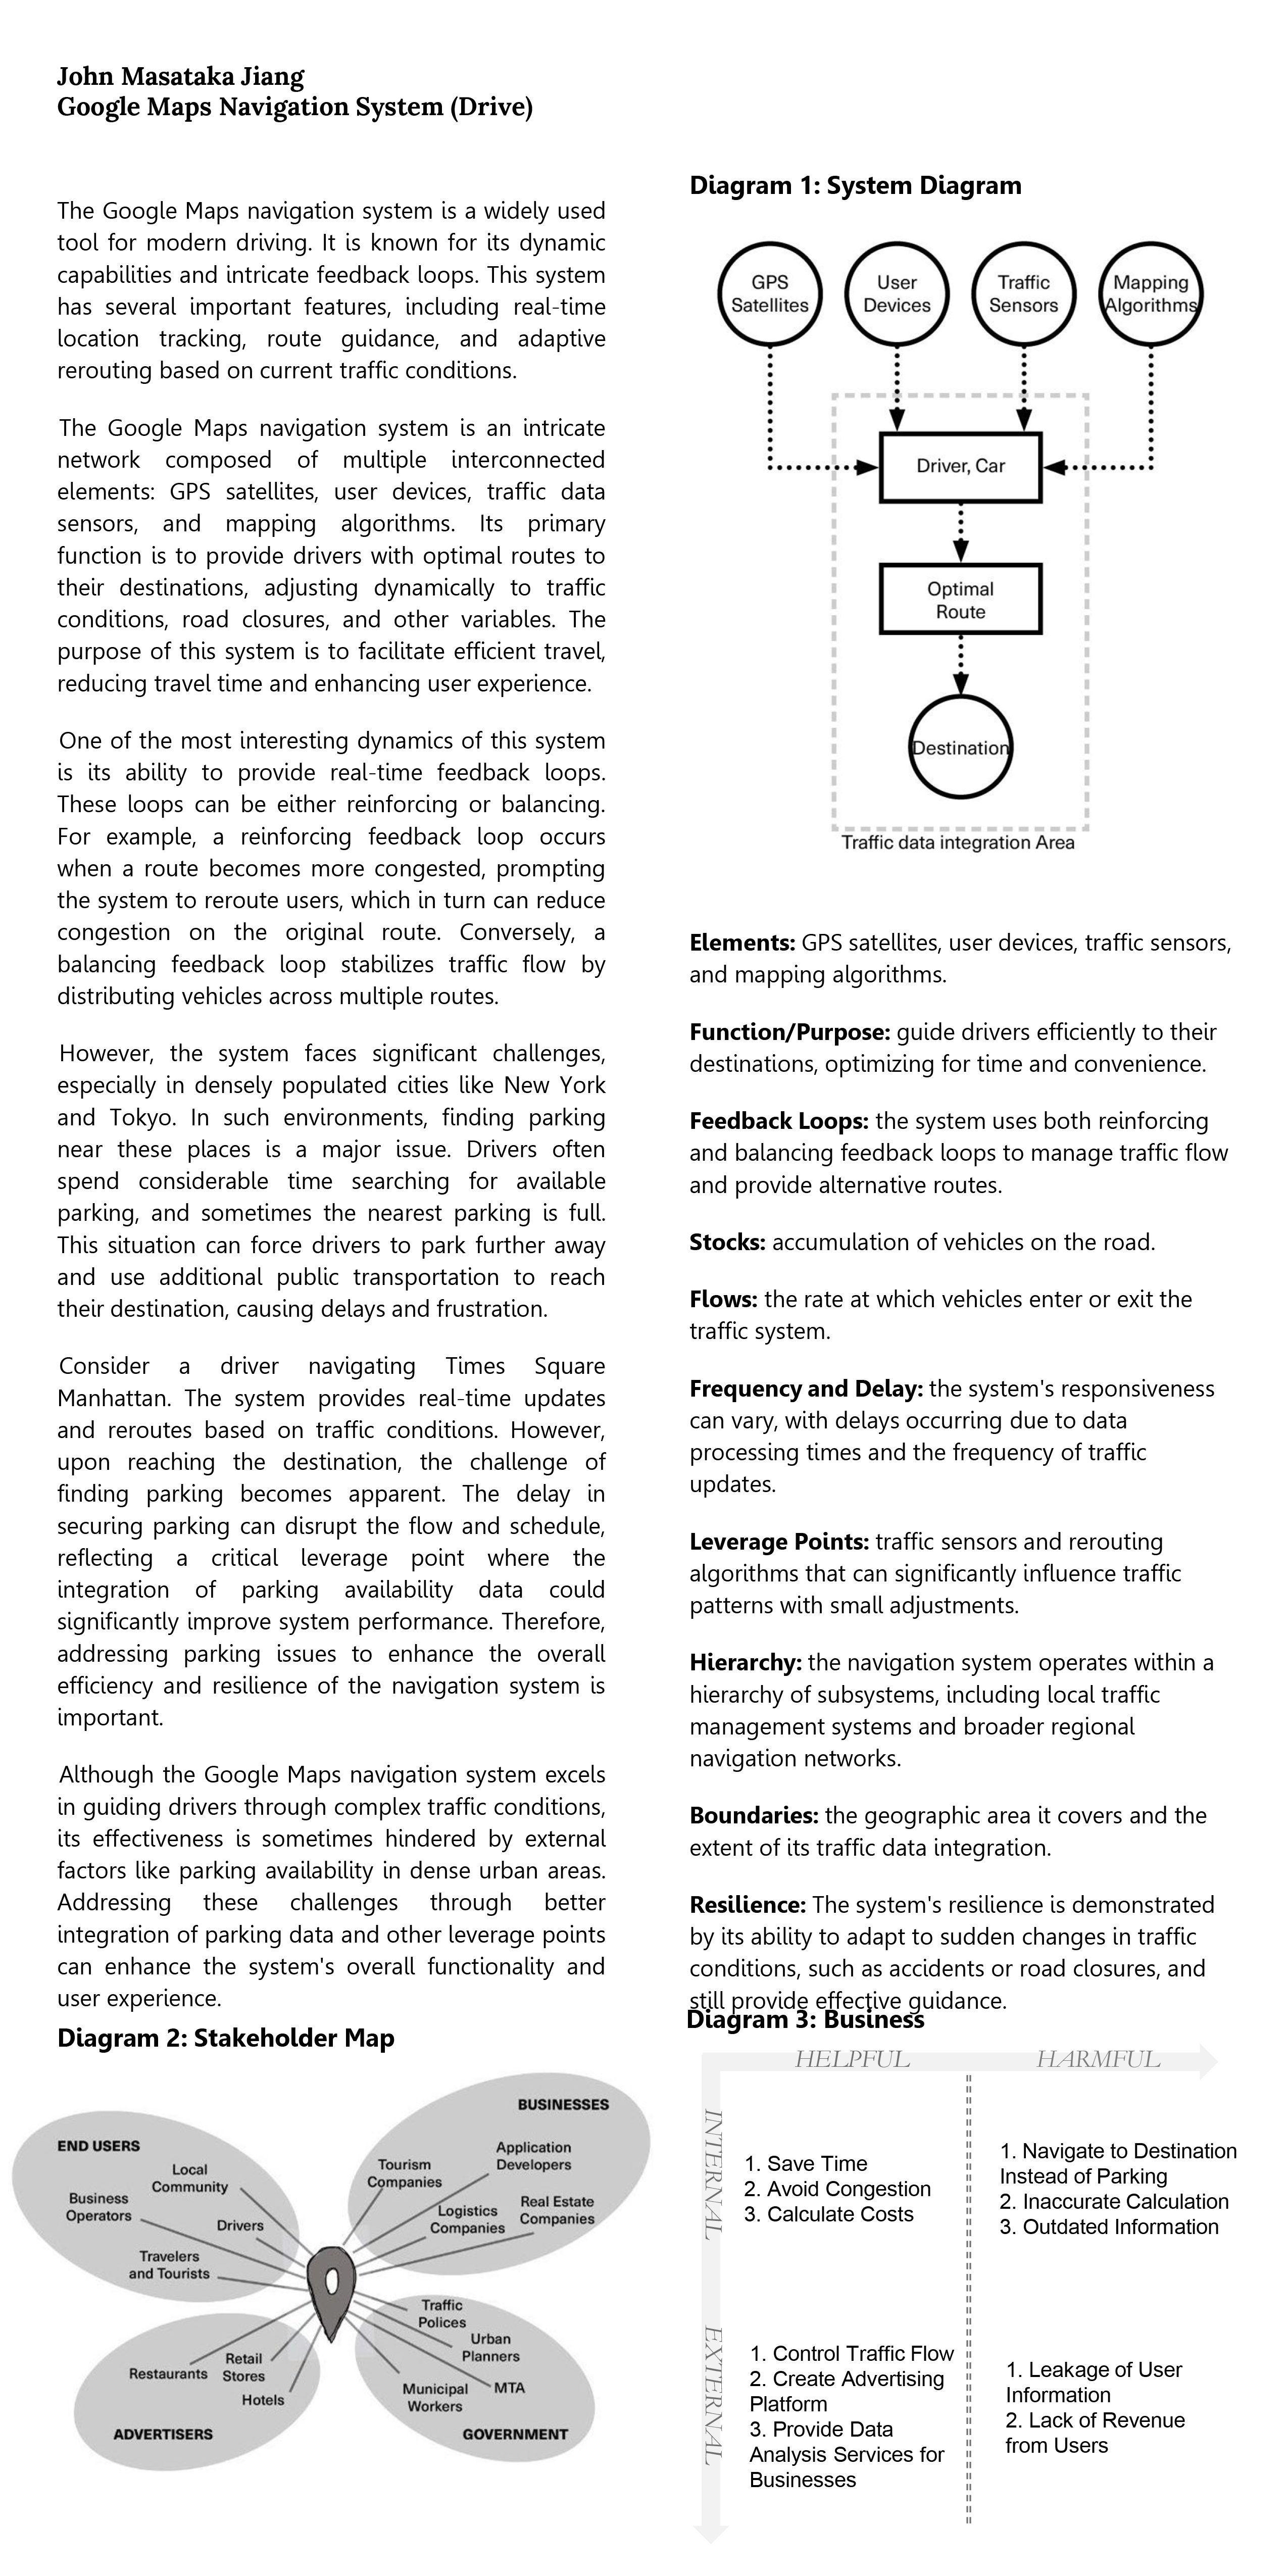 John Masataka Jiang
Google Maps Navigation System (Drive)
The Google Maps navigation system is a widely used
tool for modern driving. It is known for its dynamic
capabilities and intricate feedback loops. This system
has several important features, including real-time
location tracking, route guidance, and adaptive
rerouting based on current traffic conditions.
The Google Maps navigation system is an intricate
network composed of multiple interconnected
elements: GPS satellites, user devices, traffic data
sensors, and mapping algorithms. Its primary
function is to provide drivers with optimal routes to
their destinations, adjusting dynamically to traffic
conditions, road closures, and other variables. The
purpose of this system is to facilitate efficient travel,
reducing travel time and enhancing user experience.
One of the most interesting dynamics of this system
is its ability to provide real-time feedback loops.
These loops can be either reinforcing or balancing.
For example, a reinforcing feedback loop occurs
when a route becomes more congested, prompting
the system to reroute users, which in turn can reduce
congestion on the original route. Conversely, a
balancing feedback loop stabilizes traffic flow by
distributing vehicles across multiple routes.
However, the system faces significant challenges,
especially in densely populated cities like New York
and Tokyo. In such environments, finding parking
near these places is a major issue. Drivers often
spend considerable time searching for available
parking, and sometimes the nearest parking is full.
This situation can force drivers to park further away
and use additional public transportation to reach
their destination, causing delays and frustration.
Consider a driver navigating Times Square
Manhattan. The system provides real-time updates
and reroutes based on traffic conditions. However,
upon reaching the destination, the challenge of
finding parking becomes apparent. The delay in
securing parking can disrupt the flow and schedule,
reflecting a critical leverage point where the
integration of parking availability data could
significantly improve system performance. Therefore,
addressing parking issues to enhance the overall
efficiency and resilience of the navigation system is
important.
Although the Google Maps navigation system excels
in guiding drivers through complex traffic conditions,
its effectiveness is sometimes hindered by external
factors like parking availability in dense urban areas.
Addressing these challenges through better
integration of parking data and other leverage points
can enhance the system's overall functionality and
user experience.
Diagram 1: System Diagram
GPS
Satellites
User
Devices
Traffic
Sensors
Mapping
Algorithms
Driver, Car
Optimal
Route
Destination
Traffic data integration Area
Elements: GPS satellites, user devices, traffic sensors,
and mapping algorithms.
Function/Purpose: guide drivers efficiently to their
destinations, optimizing for time and convenience.
Feedback Loops: the system uses both reinforcing
and balancing feedback loops to manage traffic flow
and provide alternative routes.
Stocks: accumulation of vehicles on the road.
Flows: the rate at which vehicles enter or exit the
traffic system.
Frequency and Delay: the system's responsiveness
can vary, with delays occurring due to data
processing times and the frequency of traffic
updates.
Leverage Points: traffic sensors and rerouting
algorithms that can significantly influence traffic
patterns with small adjustments.
Hierarchy: the navigation system operates within a
hierarchy of subsystems, including local traffic
management systems and broader regional
navigation networks.
Boundaries: the geographic area it covers and the
extent of its traffic data integration.
Resilience: The system's resilience is demonstrated
by its ability to adapt to sudden changes in traffic
conditions, such as accidents or road closures, and
still provide effective guidance.
Diagram 2: Stakeholder Map
END USERS
Local
Community
Business
Operators
Drivers
Travelers
and Tourists
BUSINESSES
Application
Developers
Tourism
Companies
Logistics
Companies
Real Estate
Companies
Restaurants
Retail
Stores
Hotels
ADVERTISERS
Traffic
Polices
Urban
Planners
MTA
Municipal
Workers
GOVERNMENT
Diagram 3: Business
HELPFUL
HARMFUL
INTERNAL
1. Save Time
2. Avoid Congestion
3. Calculate Costs
1. Navigate to Destination
Instead of Parking
2. Inaccurate Calculation
3. Outdated Information
EXTERNAL
1. Control Traffic Flow
2. Create Advertising
Platform
3. Provide Data
Analysis Services for
Businesses
1. Leakage of User
Information
2. Lack of Revenue
from Users